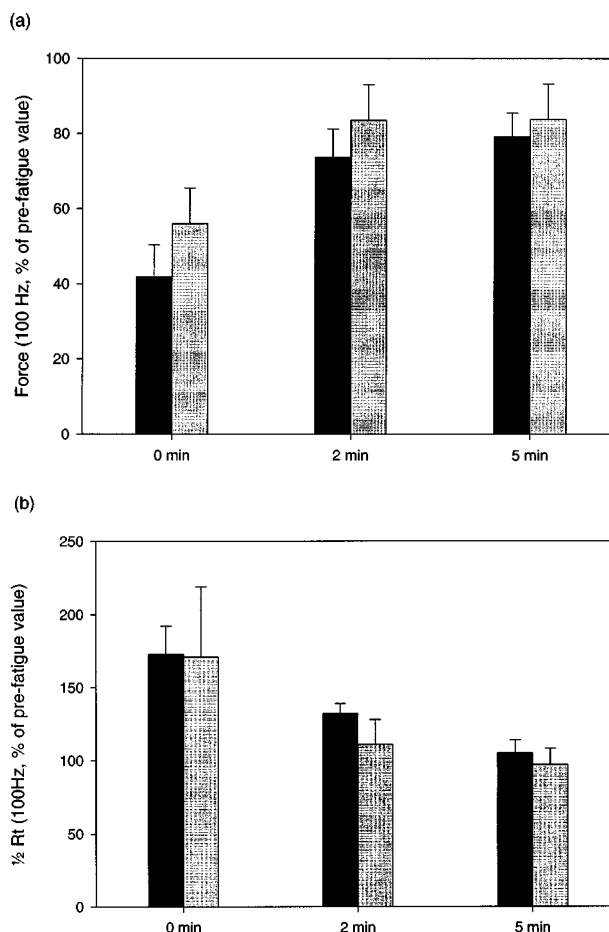 (a)
Force (100 Hz, % of pre-fatigue value)
100
80
60
40
20
0
0 min 2 min 5 min
(b)
½ Rt (100Hz, % of pre-fatigue value)
250
200
150
100
50
0
0 min 2 min 5 min